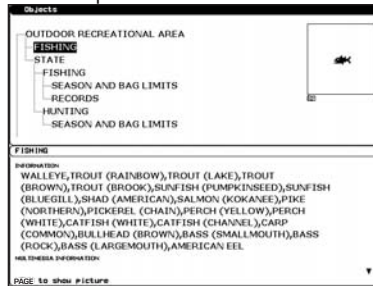 Objects
OUTDOOR RECREATIONAL AREA
FISHING
STATE
FISHING
SEASON AND BAG LIMITS
RECORDS
HUNTING
SEASON AND BAG LIMITS
FISHING
INFORMATION
WALLEYE,TROUT (RAINBOW),TROUT (LAKE),TROUT
(BROWN),TROUT (BROOK),SUNFISH (PUMPKINSEED),SUNFISH
(BLUEGILL),SHAD (AMERICAN),SALMON (KOKANEE),PIKE
(NORTHERN),PICKEREL (CHAIN),PERCH (YELLOW),PERCH
(WHITE),CATFISH (WHITE),CATFISH (CHANNEL),CARP
(COMMON),BULLHEAD (BROWN),BASS (SMALLMOUTH),BASS
(ROCK),BASS (LARGEMOUTH),AMERICAN EEL
MULTIMEDIA INFORMATION
PAGE to show picture